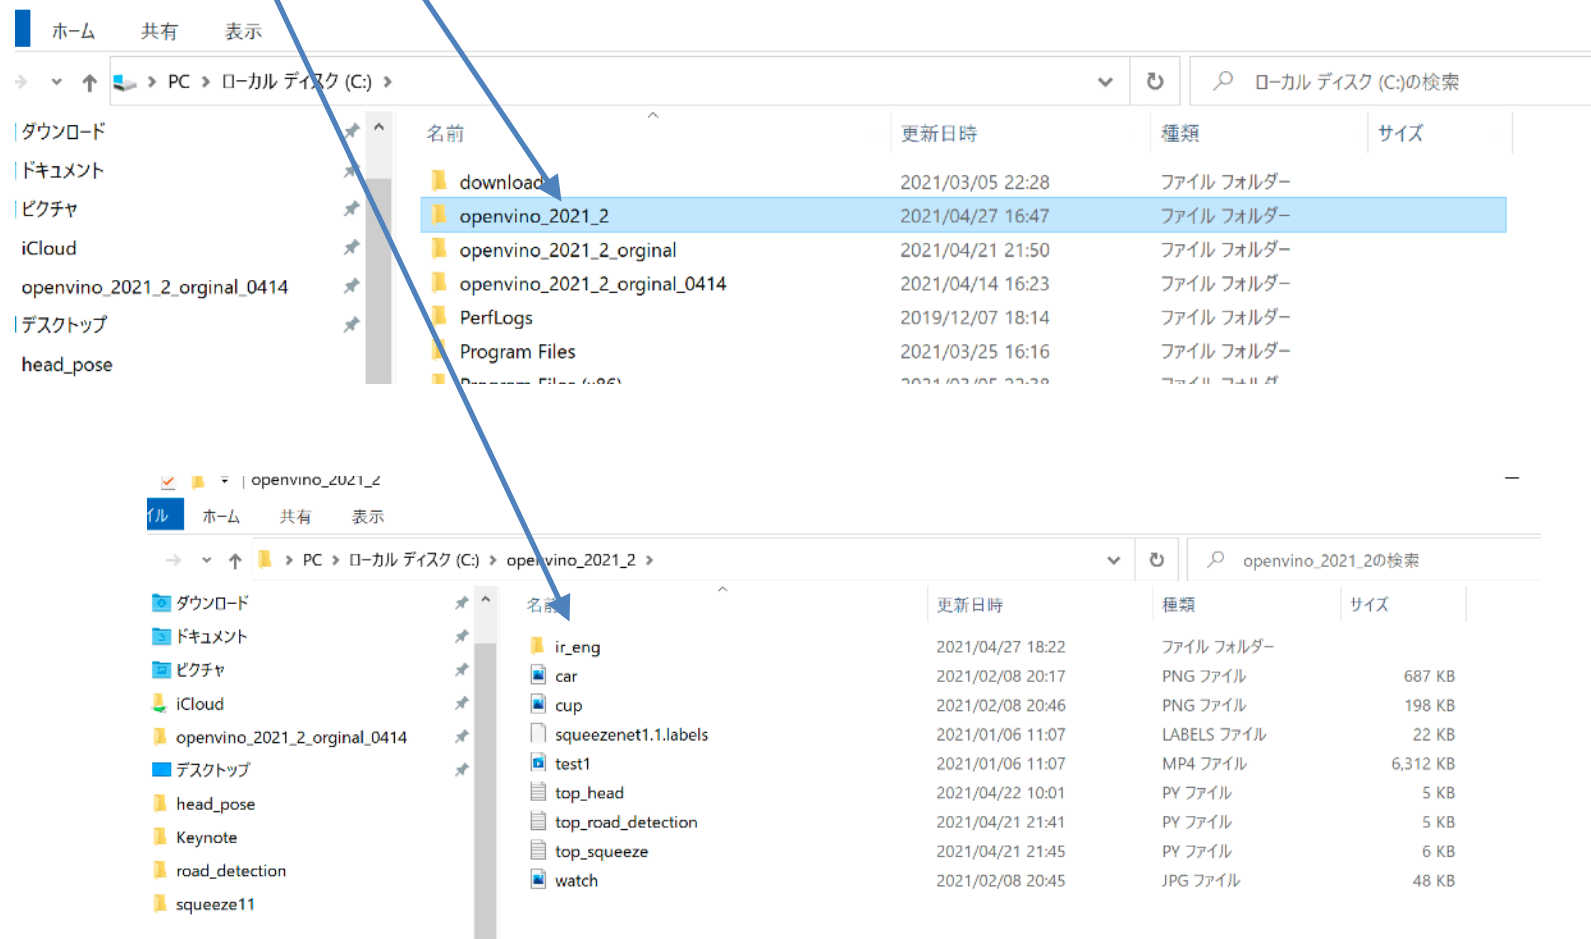 ホーム 共有 表示
PC ローカル ディスク (C:) ローカル ディスク (C:)の検索
ダウンロード
ドキュメント
ピクチャ
iCloud
openvino_2021_2_orginal_0414
デスクトップ
head_pose
名前 更新日時 種類 サイズ
download 2021/03/05 22:28 ファイル フォルダー
openvino_2021_2 2021/04/27 16:47 ファイル フォルダー
openvino_2021_2_orginal 2021/04/21 21:50 ファイル フォルダー
openvino_2021_2_orginal_0414 2021/04/14 16:23 ファイル フォルダー
PerfLogs 2019/12/07 18:14 ファイル フォルダー
Program Files 2021/03/25 16:16 ファイル フォルダー
Program Files (x86)
openvino_2021_2
イル ホーム 共有 表示
PC ローカル ディスク (C:) openvino_2021_2 openvino_2021_2の検索
ダウンロード
ドキュメント
ピクチャ
iCloud
openvino_2021_2_orginal_0414
デスクトップ
head_pose
Keynote
road_detection
squeeze11
名前 更新日時 種類 サイズ
ir_eng 2021/04/27 18:22 ファイル フォルダー
car 2021/02/08 20:17 PNG ファイル 687 KB
cup 2021/02/08 20:46 PNG ファイル 198 KB
squeezenet1.1.labels 2021/01/06 11:07 LABELS ファイル 22 KB
test1 2021/01/06 11:07 MP4 ファイル 6,312 KB
top_head 2021/04/22 10:01 PY ファイル 5 KB
top_road_detection 2021/04/21 21:41 PY ファイル 5 KB
top_squeeze 2021/04/21 21:45 PY ファイル 6 KB
watch 2021/02/08 20:45 JPG ファイル 48 KB